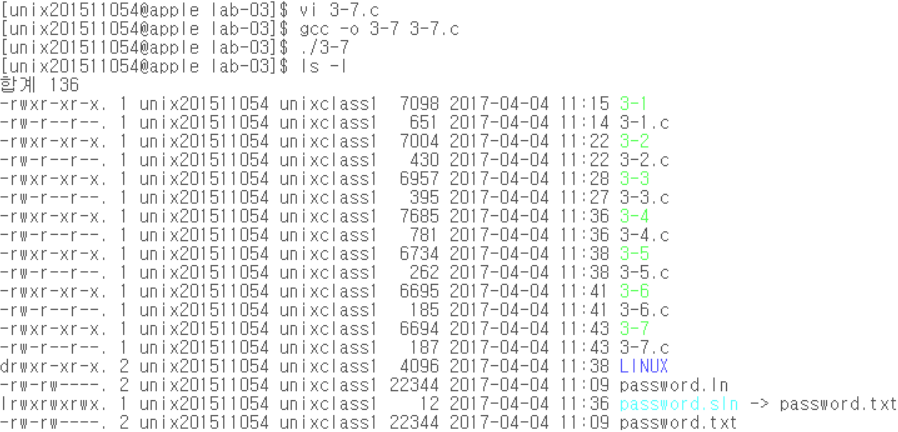 [unix201511054@apple lab-03]$ vi 3-7.c
[unix201511054@apple lab-03]$ gcc -o 3-7 3-7.c
[unix201511054@apple lab-03]$ ./3-7
[unix201511054@apple lab-03]$ ls -l
합계 136
-rwxr-xr-x. 1 unix201511054 unixclass1  7098 2017-04-04 11:15 3-1
-rw-r--r--. 1 unix201511054 unixclass1   651 2017-04-04 11:14 3-1.c
-rwxr-xr-x. 1 unix201511054 unixclass1  7004 2017-04-04 11:22 3-2
-rw-r--r--. 1 unix201511054 unixclass1   430 2017-04-04 11:22 3-2.c
-rwxr-xr-x. 1 unix201511054 unixclass1  6957 2017-04-04 11:28 3-3
-rw-r--r--. 1 unix201511054 unixclass1   395 2017-04-04 11:27 3-3.c
-rwxr-xr-x. 1 unix201511054 unixclass1  7685 2017-04-04 11:36 3-4
-rw-r--r--. 1 unix201511054 unixclass1   781 2017-04-04 11:36 3-4.c
-rwxr-xr-x. 1 unix201511054 unixclass1  6734 2017-04-04 11:38 3-5
-rw-r--r--. 1 unix201511054 unixclass1   262 2017-04-04 11:38 3-5.c
-rwxr-xr-x. 1 unix201511054 unixclass1  6695 2017-04-04 11:41 3-6
-rw-r--r--. 1 unix201511054 unixclass1   185 2017-04-04 11:41 3-6.c
-rwxr-xr-x. 1 unix201511054 unixclass1  6694 2017-04-04 11:43 3-7
-rw-r--r--. 1 unix201511054 unixclass1   187 2017-04-04 11:43 3-7.c
drwxr-xr-x. 2 unix201511054 unixclass1  4096 2017-04-04 11:38 LINUX
-rw-rw----. 2 unix201511054 unixclass1 22344 2017-04-04 11:09 password.ln
lrwxrwxrwx. 1 unix201511054 unixclass1    12 2017-04-04 11:36 password.sln -> password.txt
-rw-rw----. 2 unix201511054 unixclass1 22344 2017-04-04 11:09 password.txt